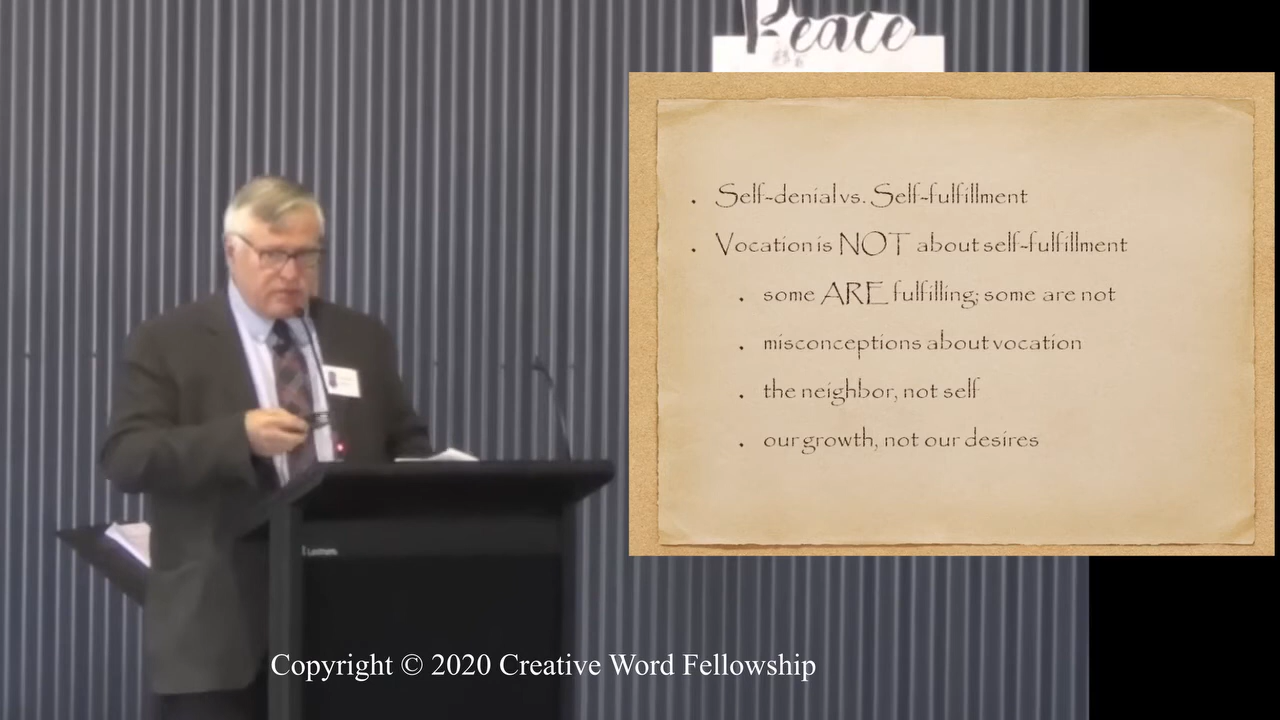 Peace
Self-denial vs. Self-fulfillment
Vocation is NOT about self-fulfillment
some ARE fulfilling; some are not
misconceptions about vocation
the neighbor, not self
our growth, not our desires
Copyright © 2020 Creative Word Fellowship